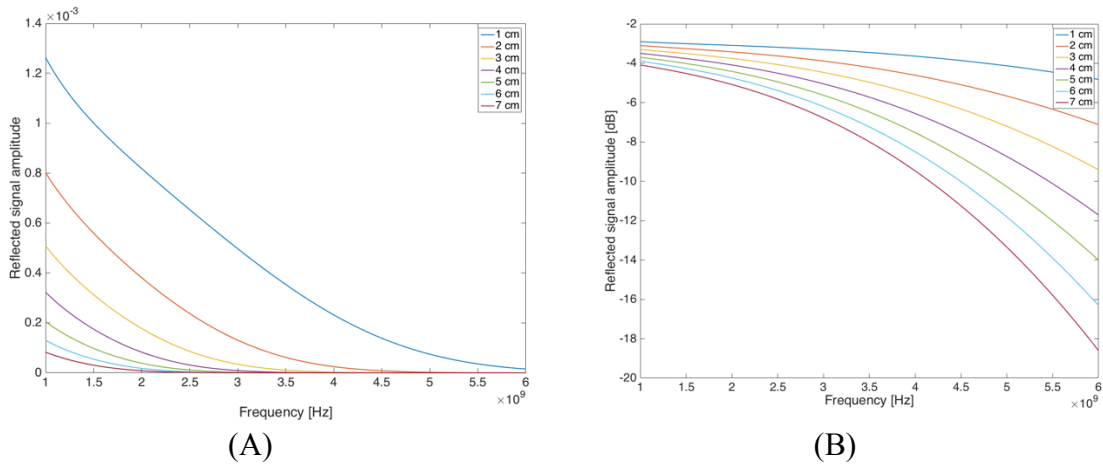 1.4 ×10⁻³
1.2
1
0.8
0.6
0.4
0.2
0
Reflected signal amplitude
1 cm
2 cm
3 cm
4 cm
5 cm
6 cm
7 cm
1 1.5 2 2.5 3 3.5 4 4.5 5 5.5 6
×10⁹
Frequency [Hz]
(A)
-2
-4
-6
-8
-10
-12
-14
-16
-18
-20
Reflected signal amplitude [dB]
1 cm
2 cm
3 cm
4 cm
5 cm
6 cm
7 cm
1 1.5 2 2.5 3 3.5 4 4.5 5 5.5 6
×10⁹
Frequency [Hz]
(B)